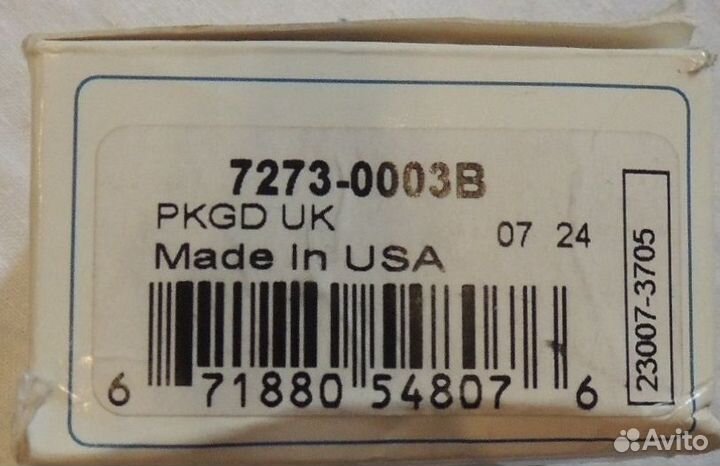 7273-0003B
PKGD UK
Made In USA
07 24
23007-3705
6 71880 54807 6
Avito